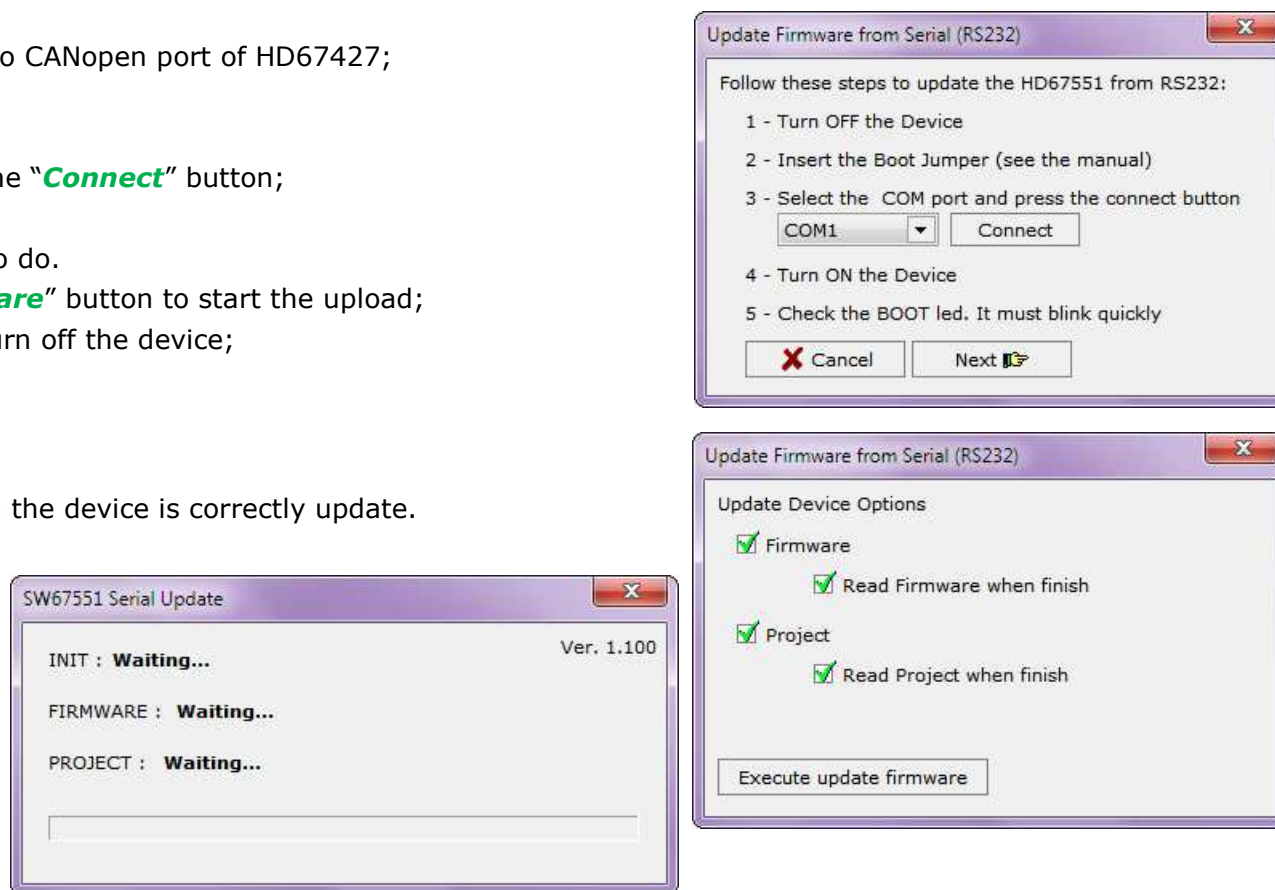 o CANopen port of HD67427;
ne “Connect” button;
o do.
are” button to start the upload;
urn off the device;
the device is correctly update.
Update Firmware from Serial (RS232)
Follow these steps to update the HD67551 from RS232:
1 - Turn OFF the Device
2 - Insert the Boot Jumper (see the manual)
3 - Select the COM port and press the connect button
COM1 Connect
4 - Turn ON the Device
5 - Check the BOOT led. It must blink quickly
Cancel Next
Update Firmware from Serial (RS232)
Update Device Options
Firmware
Read Firmware when finish
Project
Read Project when finish
Execute update firmware
SW67551 Serial Update
Ver. 1.100
INIT : Waiting...
FIRMWARE : Waiting...
PROJECT : Waiting...